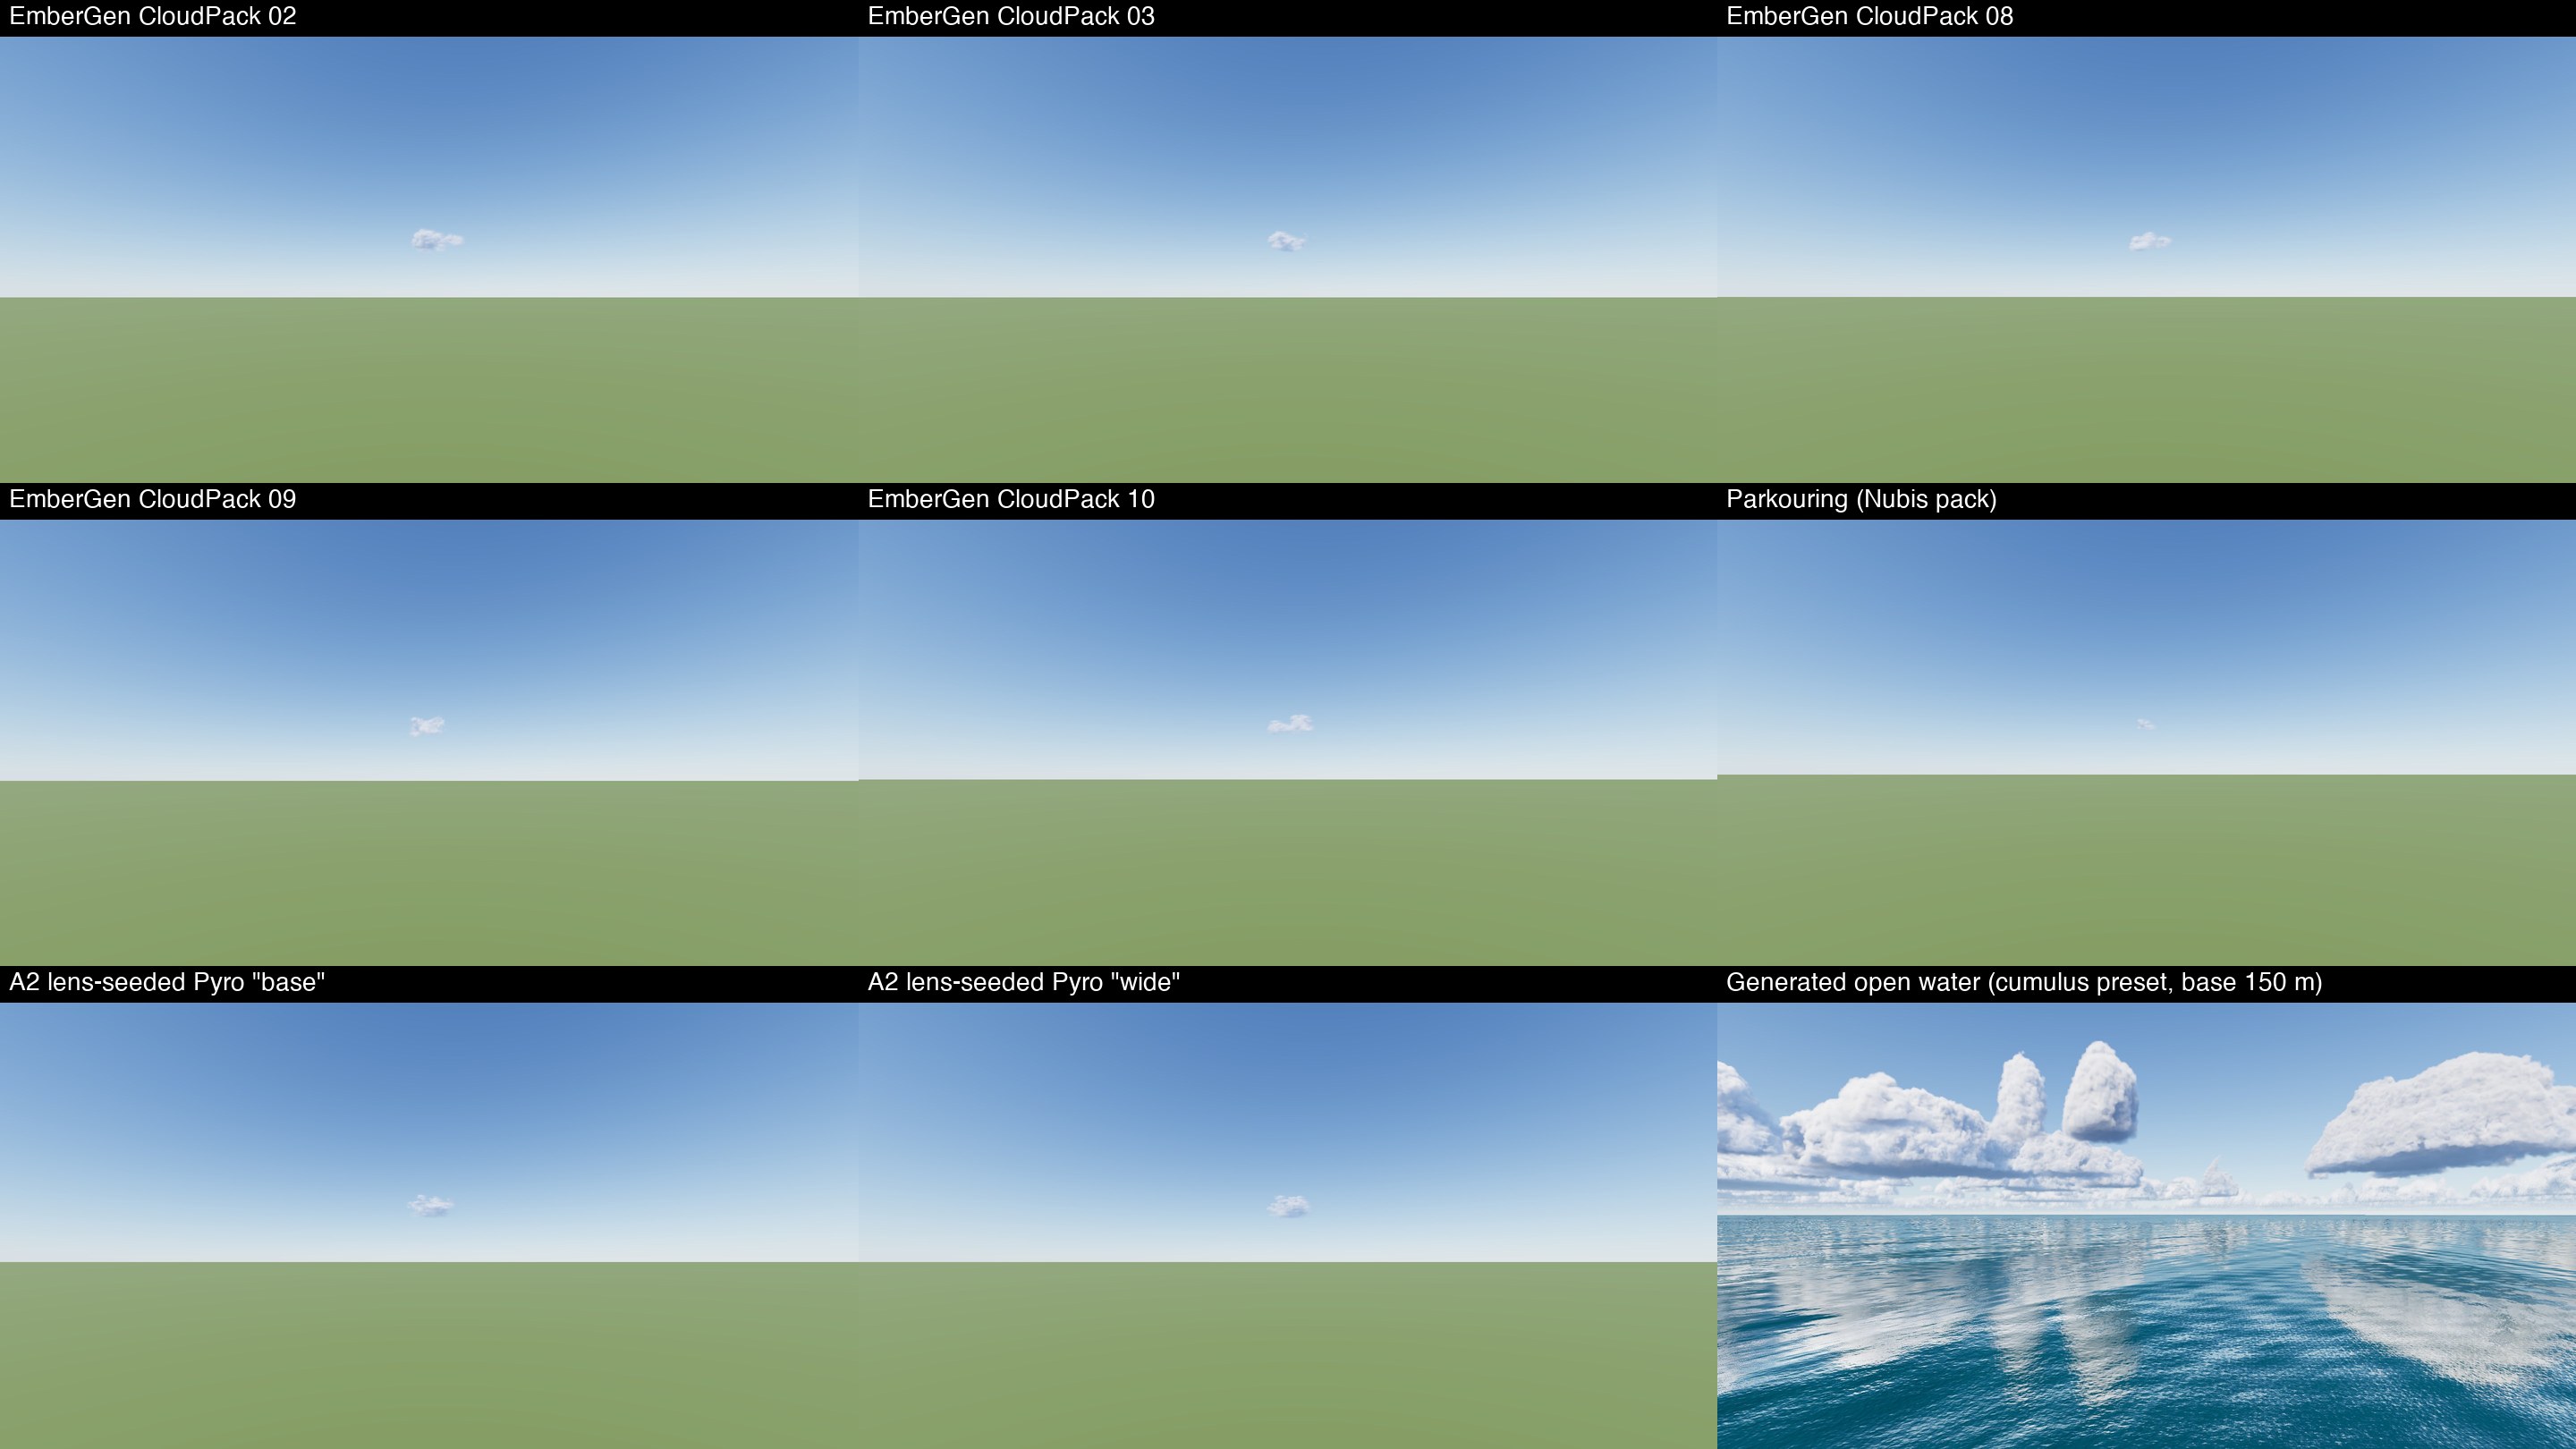 EmberGen CloudPack 02
EmberGen CloudPack 03
EmberGen CloudPack 08
EmberGen CloudPack 09
EmberGen CloudPack 10
Parkouring (Nubis pack)
A2 lens-seeded Pyro "base"
A2 lens-seeded Pyro "wide"
Generated open water (cumulus preset, base 150 m)